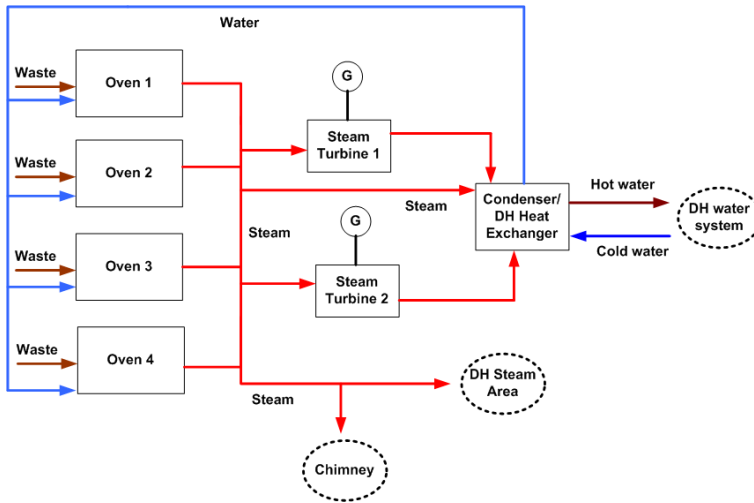 Water
Waste
Oven 1
G
Steam
Turbine 1
Waste
Oven 2
Steam
Condenser/
DH Heat
Exchanger
Hot water
DH water
system
Cold water
Steam
G
Waste
Oven 3
Steam
Turbine 2
Waste
Oven 4
Steam
DH Steam
Area
Chimney